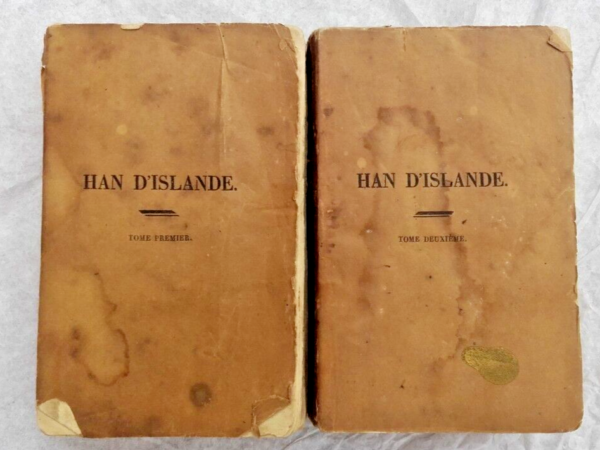 HAN D'ISLANDE.
TOME PREMIER.
HAN D'ISLANDE.
TOME DEUXIÈME.